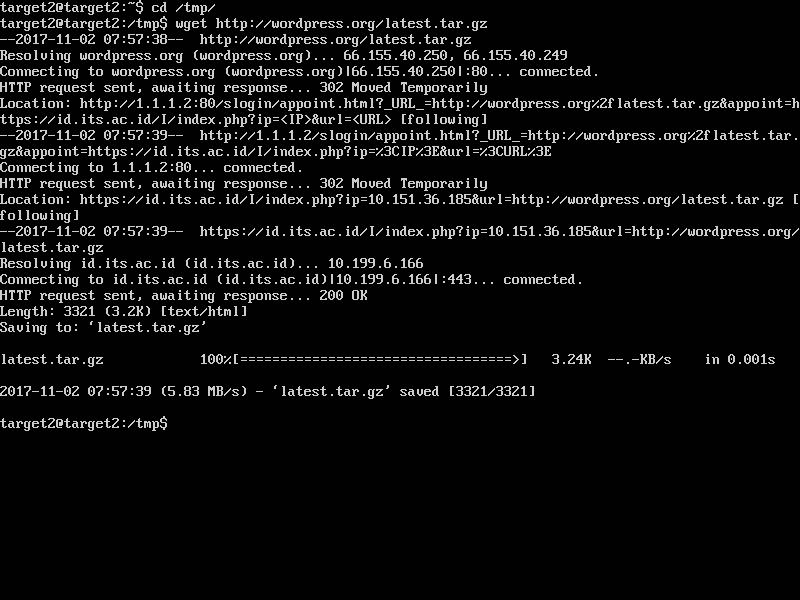 target2@target2:~$ cd /tmp/
target2@target2:/tmp$ wget http://wordpress.org/latest.tar.gz
--2017-11-02 07:57:38--  http://wordpress.org/latest.tar.gz
Resolving wordpress.org (wordpress.org)... 66.155.40.250, 66.155.40.249
Connecting to wordpress.org (wordpress.org)|66.155.40.250|:80... connected.
HTTP request sent, awaiting response... 302 Moved Temporarily
Location: http://1.1.1.2:80/slogin/appoint.html?_URL_=http://wordpress.org%2flatest.tar.gz&appoint=h
ttps://id.its.ac.id/I/index.php?ip=<IP>&url=<URL> [following]
--2017-11-02 07:57:39--  http://1.1.1.2/slogin/appoint.html?_URL_=http://wordpress.org%2flatest.tar.
gz&appoint=https://id.its.ac.id/I/index.php?ip=%3CIP%3E&url=%3CURL%3E
Connecting to 1.1.1.2:80... connected.
HTTP request sent, awaiting response... 302 Moved Temporarily
Location: https://id.its.ac.id/I/index.php?ip=10.151.36.185&url=http://wordpress.org/latest.tar.gz [
following]
--2017-11-02 07:57:39--  https://id.its.ac.id/I/index.php?ip=10.151.36.185&url=http://wordpress.org/
latest.tar.gz
Resolving id.its.ac.id (id.its.ac.id)... 10.199.6.166
Connecting to id.its.ac.id (id.its.ac.id)|10.199.6.166|:443... connected.
HTTP request sent, awaiting response... 200 OK
Length: 3321 (3.2K) [text/html]
Saving to: ‘latest.tar.gz’
latest.tar.gz            100%[==================================>]   3.24K  --.-KB/s    in 0.001s
2017-11-02 07:57:39 (5.83 MB/s) - ‘latest.tar.gz’ saved [3321/3321]
target2@target2:/tmp$